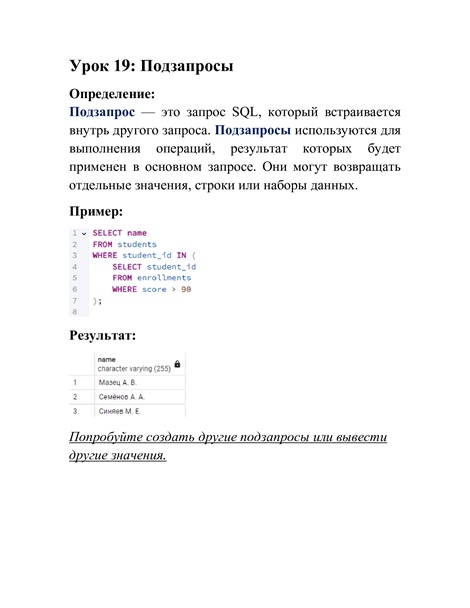 Урок 19: Подзапросы
Определение:
Подзапрос — это запрос SQL, который встраивается
внутрь другого запроса. Подзапросы используются для
выполнения операций, результат которых будет
применен в основном запросе. Они могут возвращать
отдельные значения, строки или наборы данных.
Пример:
1 SELECT name
2 FROM students
3 WHERE student_id IN (
4 SELECT student_id
5 FROM enrollments
6 WHERE score > 90
7 );
8
Результат:
name
character varying (255)
1 Мазец А. В.
2 Семёнов А. А.
3 Синяев М. Е.
Попробуйте создать другие подзапросы или вывести
другие значения.